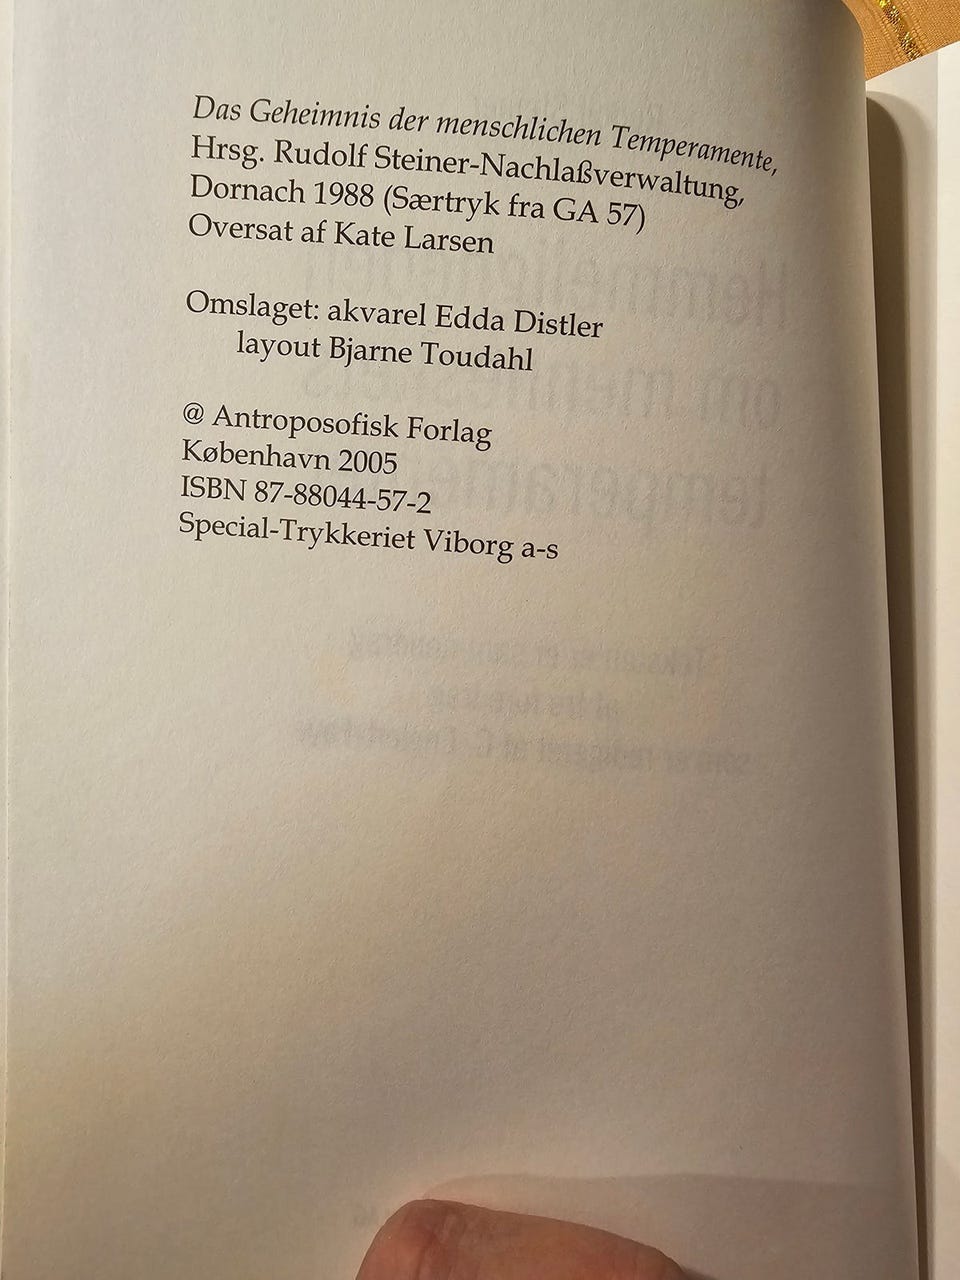 Das Geheimnis der menschlichen Temperamente,
Hrsg. Rudolf Steiner-Nachlaßverwaltung,
Dornach 1988 (Særtryk fra GA 57)
Oversat af Kate Larsen
Omslaget: akvarel Edda Distler
layout Bjarne Toudahl
@ Antroposofisk Forlag
København 2005
ISBN 87-88044-57-2
Special-Trykkeriet Viborg a-s